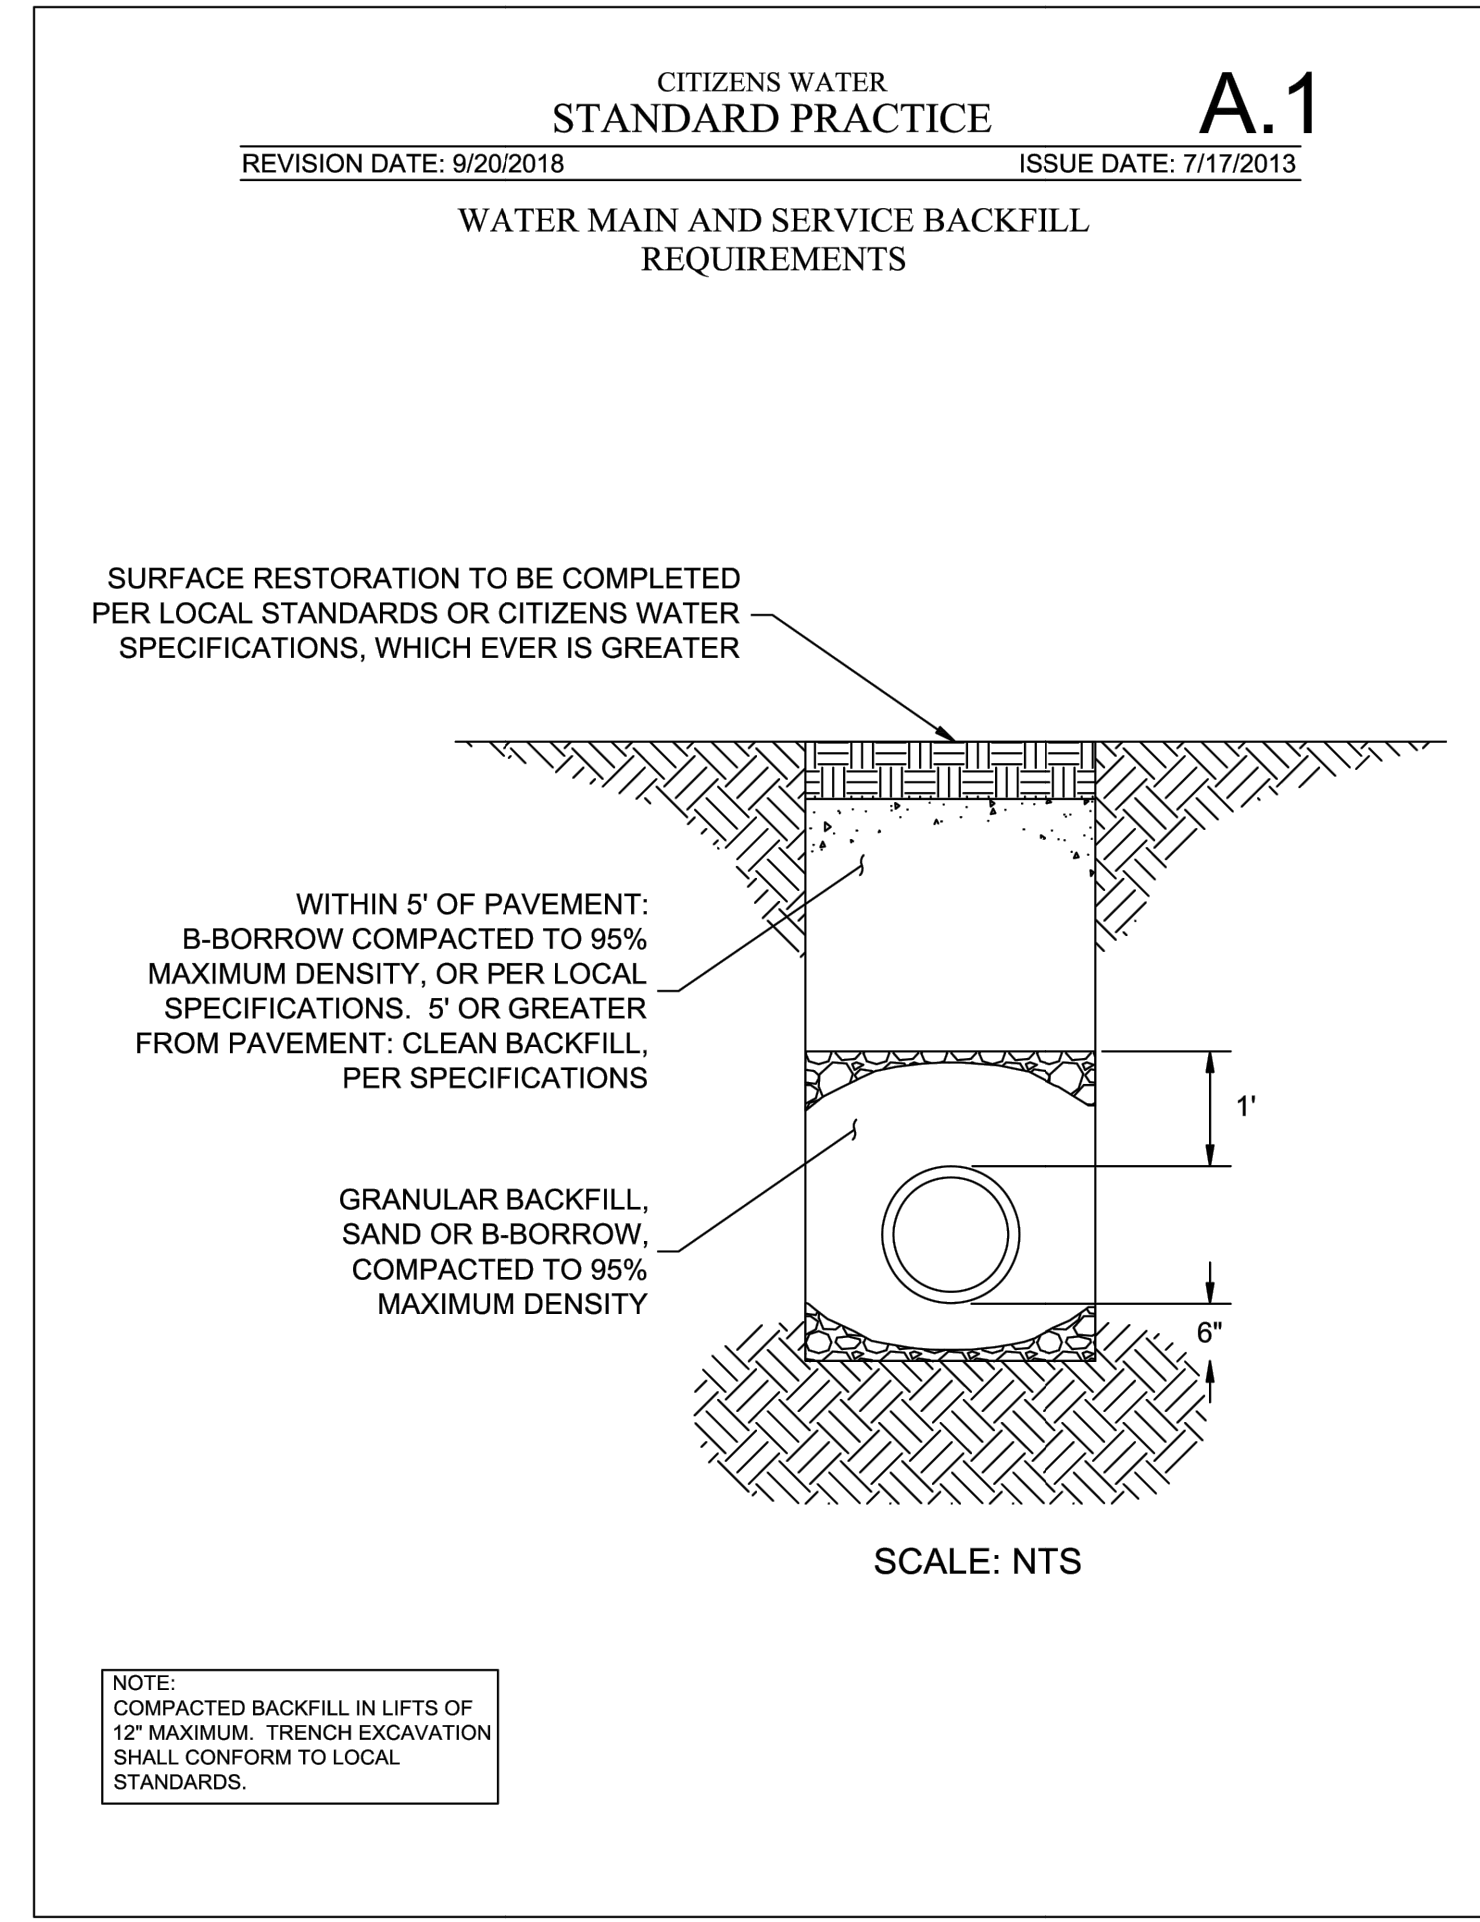 CITIZENS WATER
STANDARD PRACTICE
A.1
REVISION DATE: 9/20/2018
ISSUE DATE: 7/17/2013
WATER MAIN AND SERVICE BACKFILL
REQUIREMENTS
SURFACE RESTORATION TO BE COMPLETED
PER LOCAL STANDARDS OR CITIZENS WATER
SPECIFICATIONS, WHICH EVER IS GREATER
WITHIN 5' OF PAVEMENT:
B-BORROW COMPACTED TO 95%
MAXIMUM DENSITY, OR PER LOCAL
SPECIFICATIONS. 5' OR GREATER
FROM PAVEMENT: CLEAN BACKFILL,
PER SPECIFICATIONS
1'
GRANULAR BACKFILL,
SAND OR B-BORROW,
COMPACTED TO 95%
MAXIMUM DENSITY
6"
SCALE: NTS
NOTE:
COMPACTED BACKFILL IN LIFTS OF
12" MAXIMUM. TRENCH EXCAVATION
SHALL CONFORM TO LOCAL
STANDARDS.